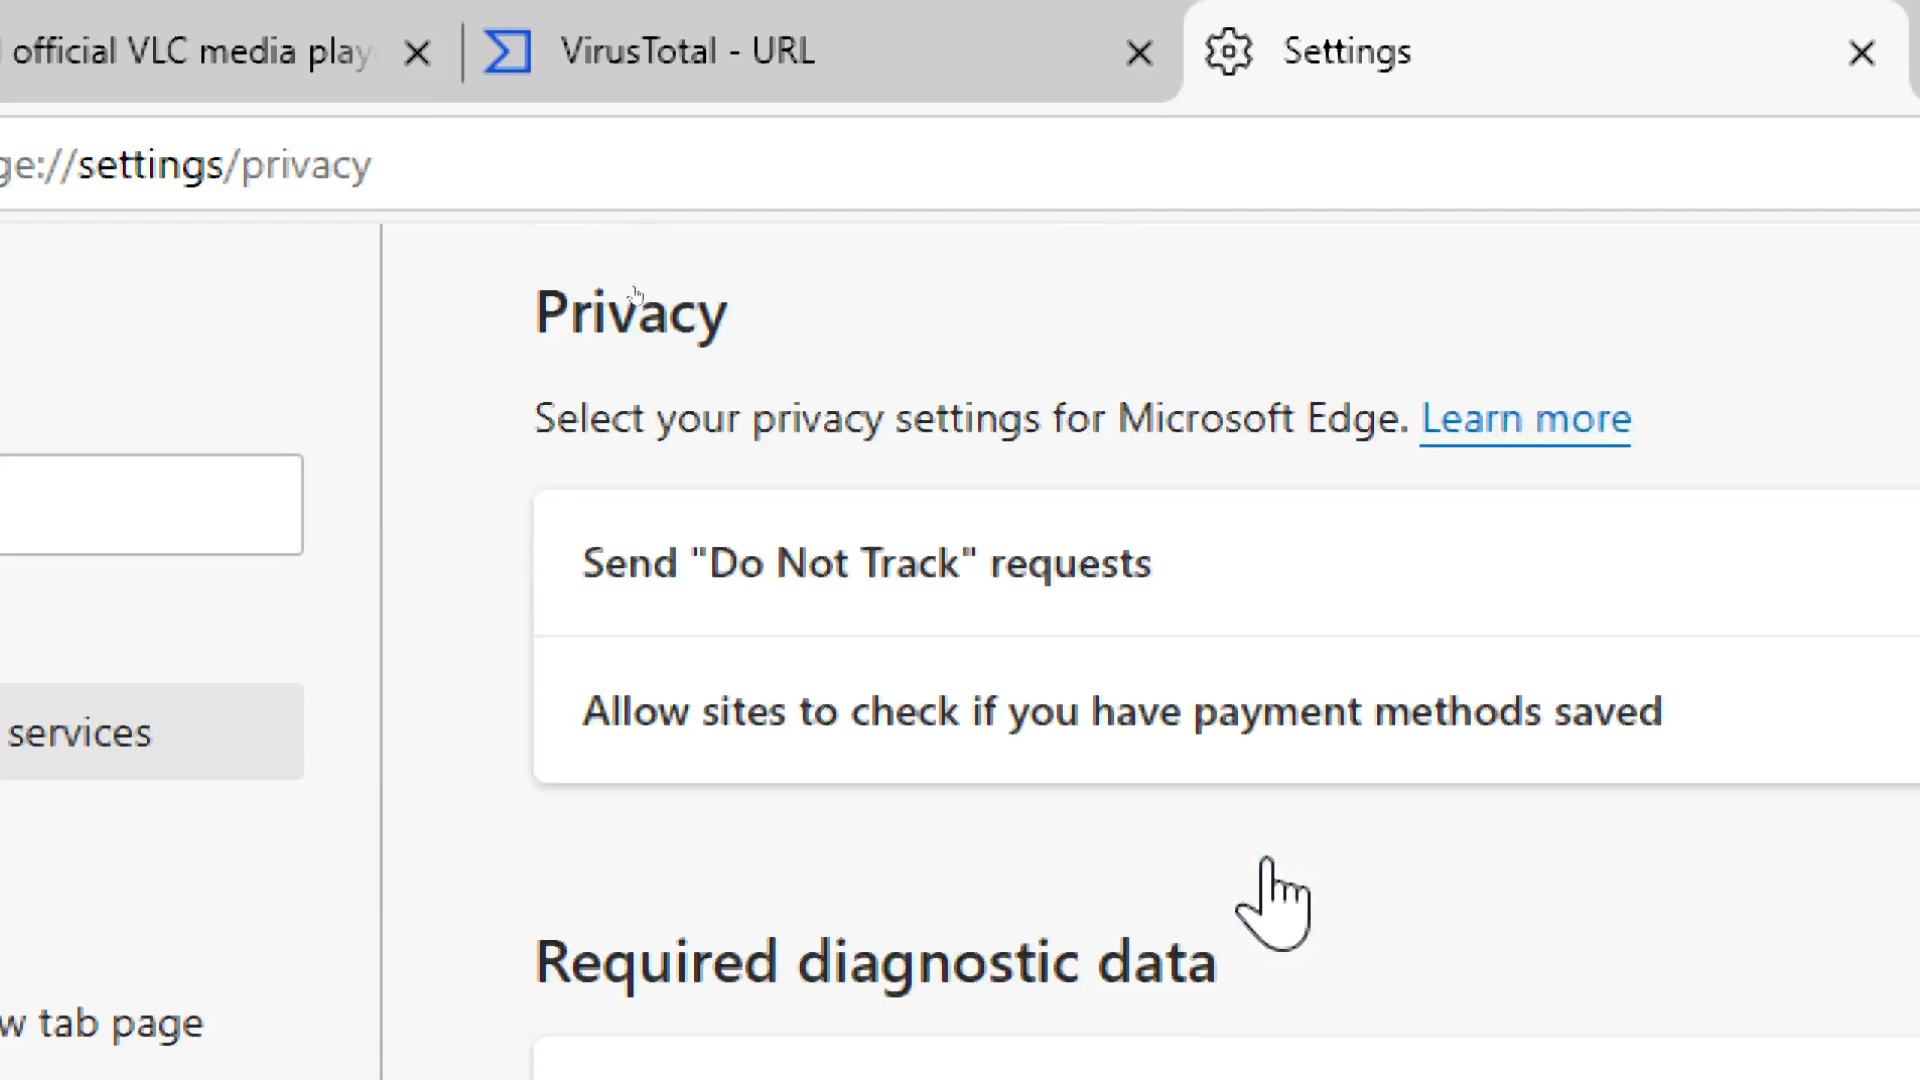 official VLC media play
VirusTotal - URL
Settings
ge://settings/privacy
Privacy
Select your privacy settings for Microsoft Edge. Learn more
Send "Do Not Track" requests
Allow sites to check if you have payment methods saved
services
Required diagnostic data
w tab page